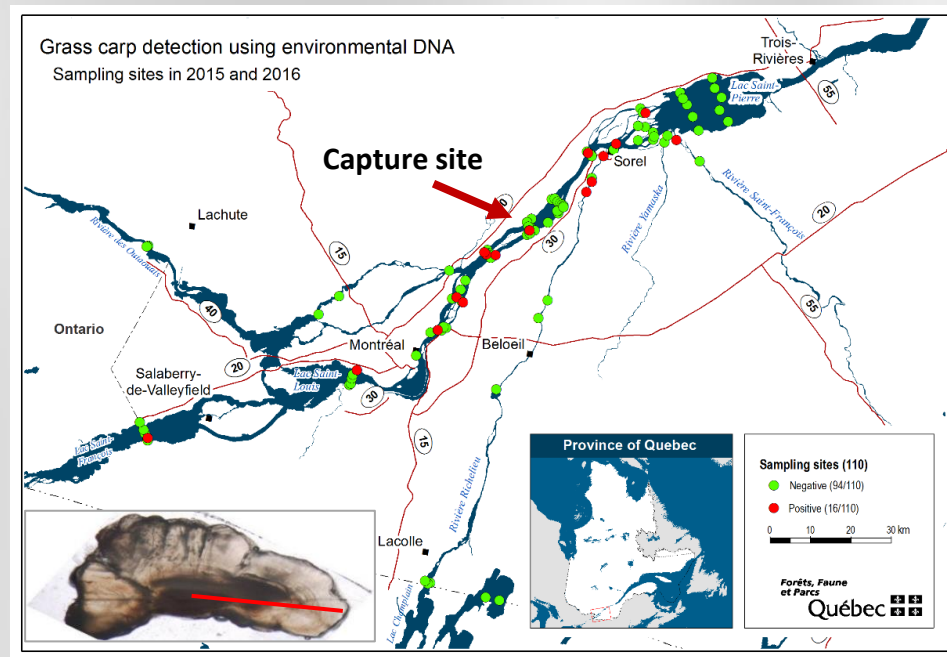 Grass carp detection using environmental DNA
Sampling sites in 2015 and 2016
Trois-
Rivières
55
Lac Saint-
Pierre
Capture site
Sorel
Rivière Saint-François
20
Rivière Yamaska
30
Lachute
Rivière des Outaouais
15
40
Ontario
Montréal
Beloeil
55
20
Salaberry-
de-Valleyfield
Lac Saint-
Louis
30
Lac Saint-
François
15
Rivière Richelieu
Lacolle
Lac Champlain
Province of Quebec
Sampling sites (110)
Negative (94/110)
Positive (16/110)
0 10 20 30 km
Forêts, Faune
et Parcs
Québec